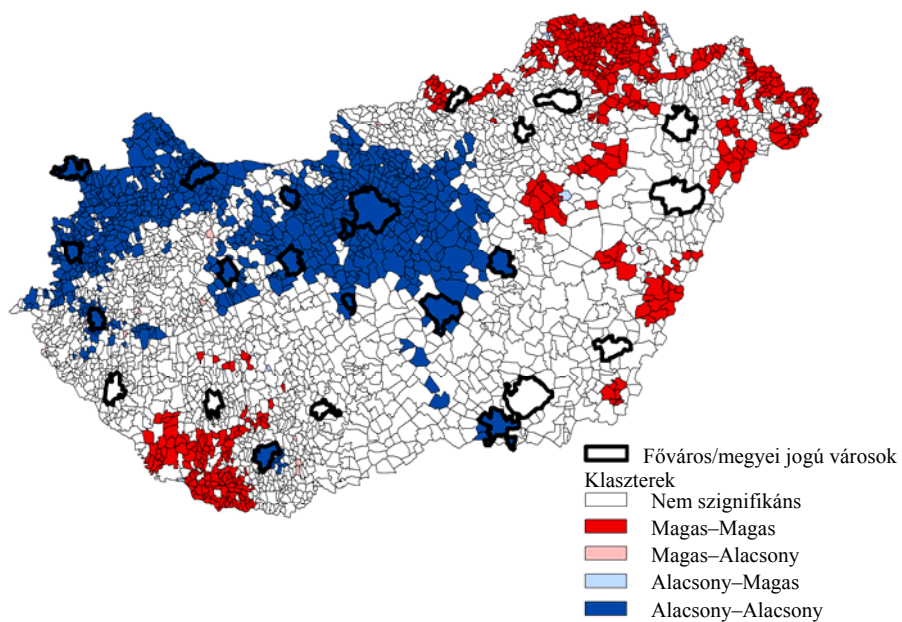 Főváros/megyei jogú városok
Klaszterek
Nem szignifikáns
Magas–Magas
Magas–Alacsony
Alacsony–Magas
Alacsony–Alacsony